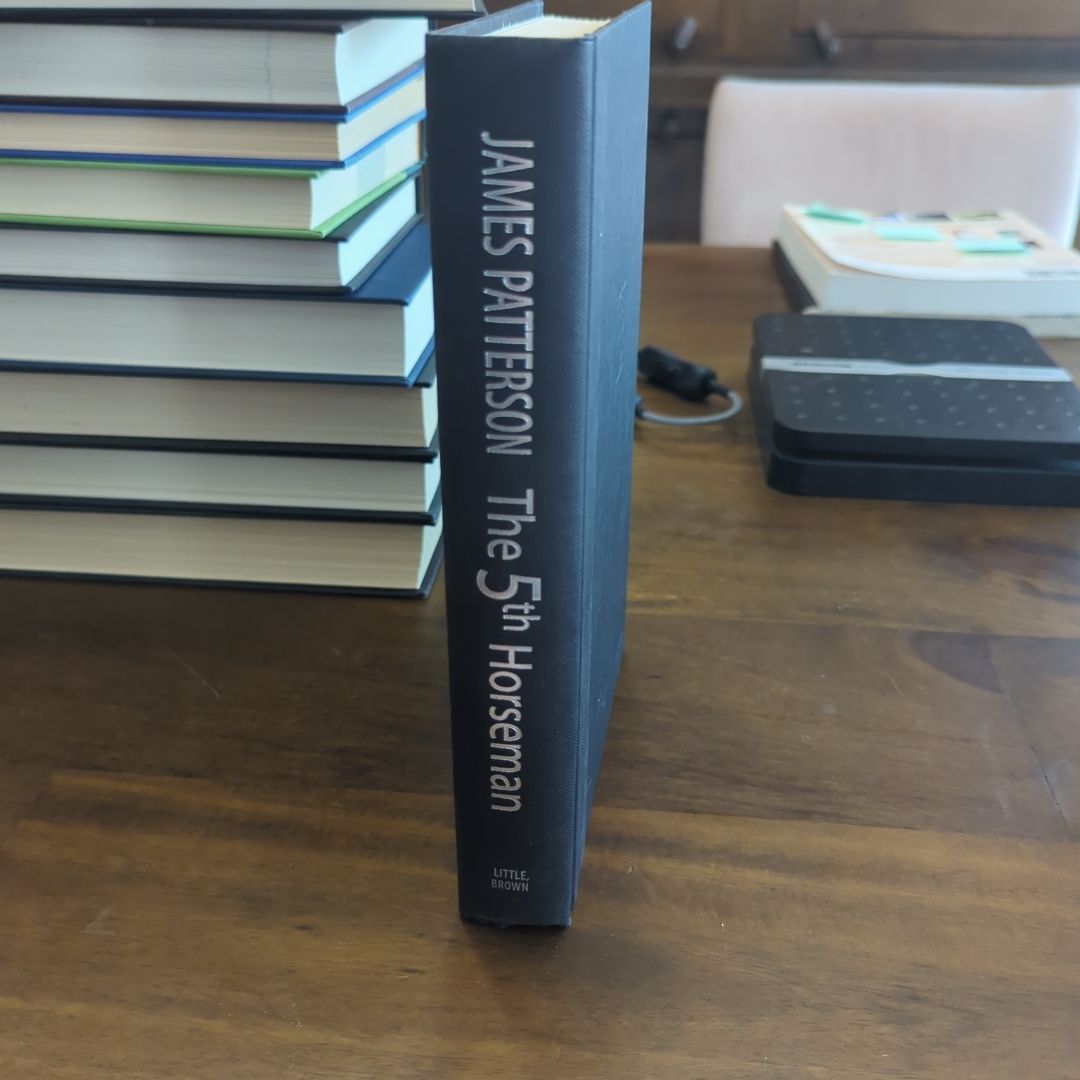 JAMES PATTERSON The 5th Horseman
LITTLE,
BROWN